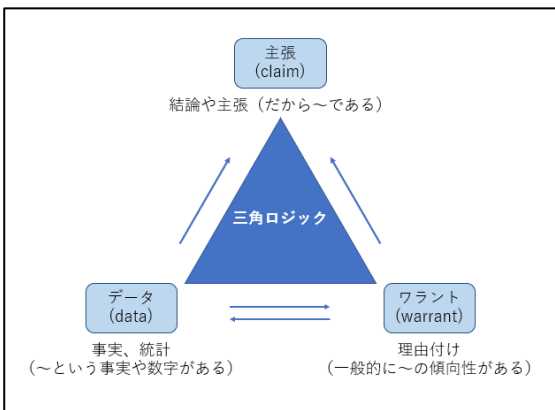 主張
(claim)
結論や主張（だから～である）
三角ロジック
データ
(data)
ワラント
(warrant)
事実、統計
（～という事実や数字がある）
理由付け
（一般的に～の傾向性がある）